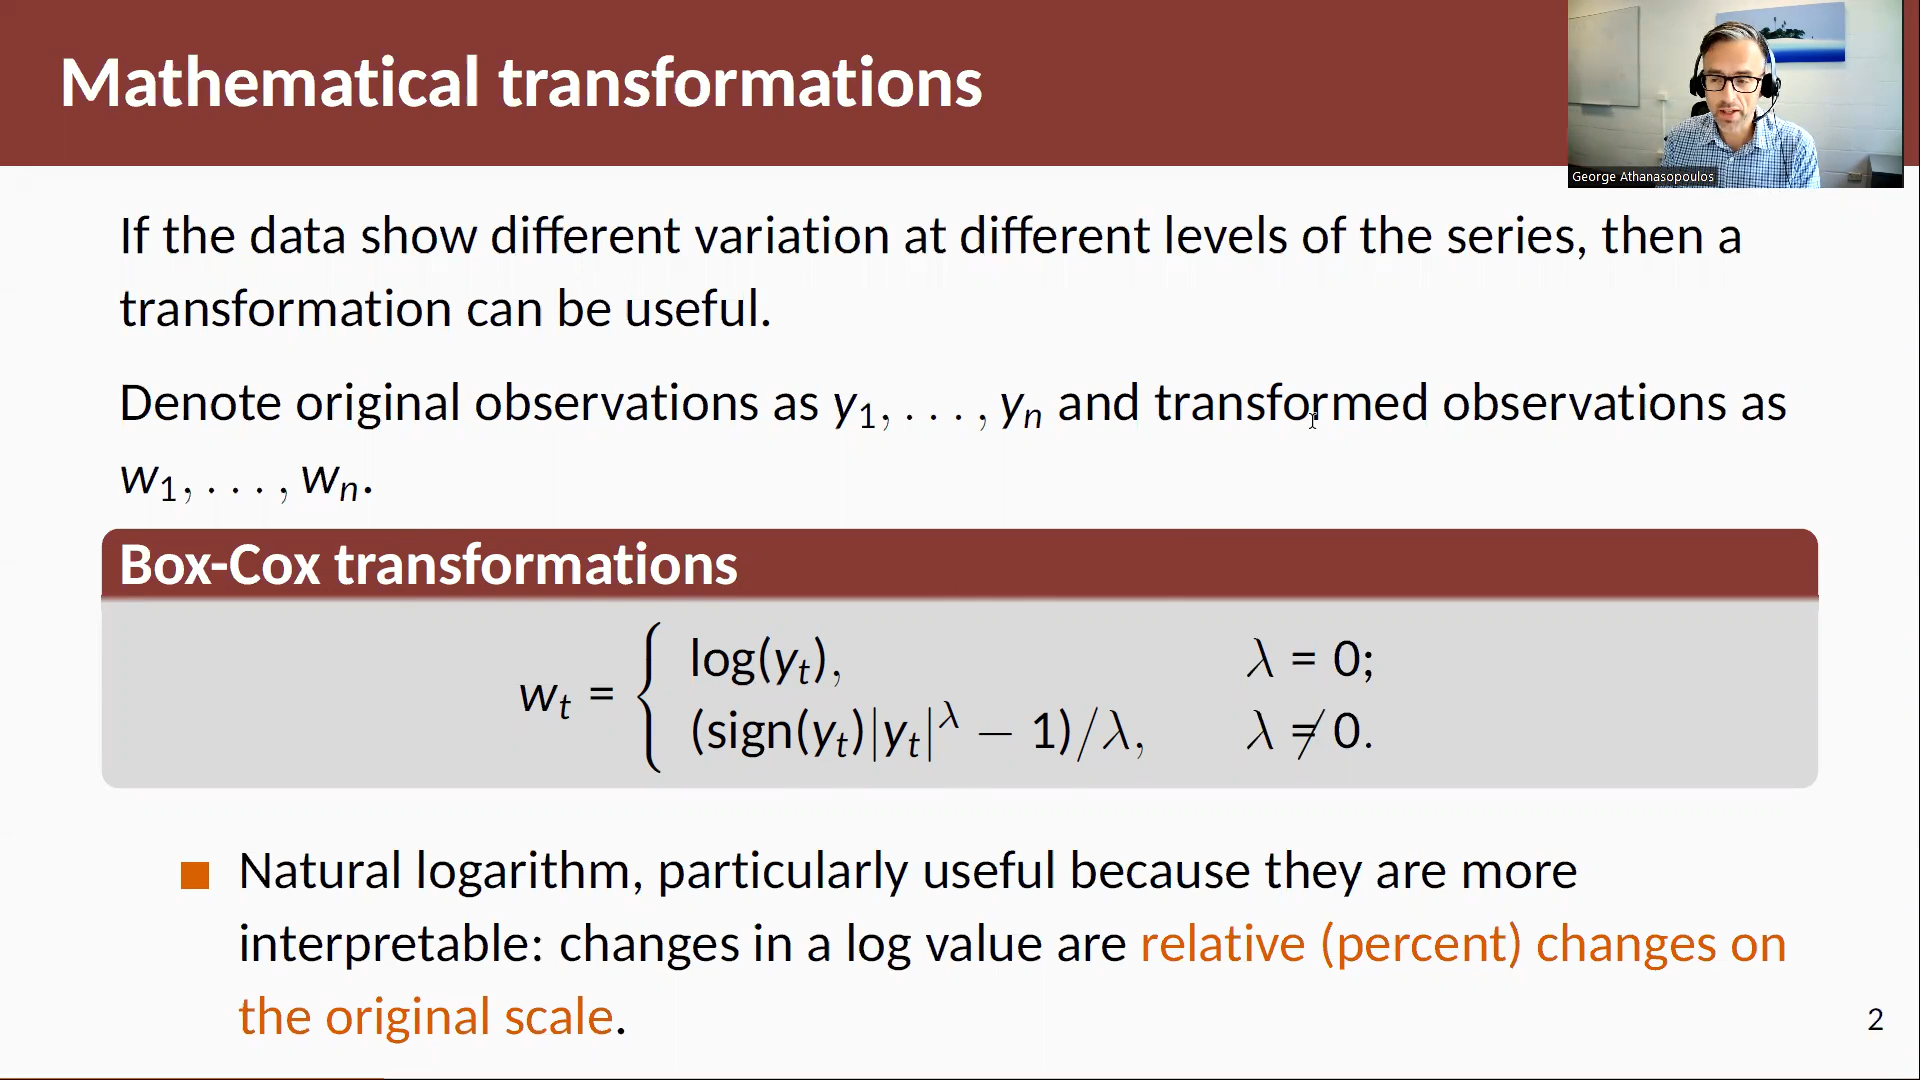 Mathematical transformations
George Athanasopoulos
If the data show different variation at different levels of the series, then a
transformation can be useful.
Denote original observations as y₁, . . . , yₙ and transformed observations as
w₁, . . . , wₙ.
Box-Cox transformations
wₜ = { log(yₜ), λ = 0;
(sign(yₜ)|yₜ|^λ − 1)/λ, λ ≠ 0.
■ Natural logarithm, particularly useful because they are more
interpretable: changes in a log value are relative (percent) changes on
the original scale.
2